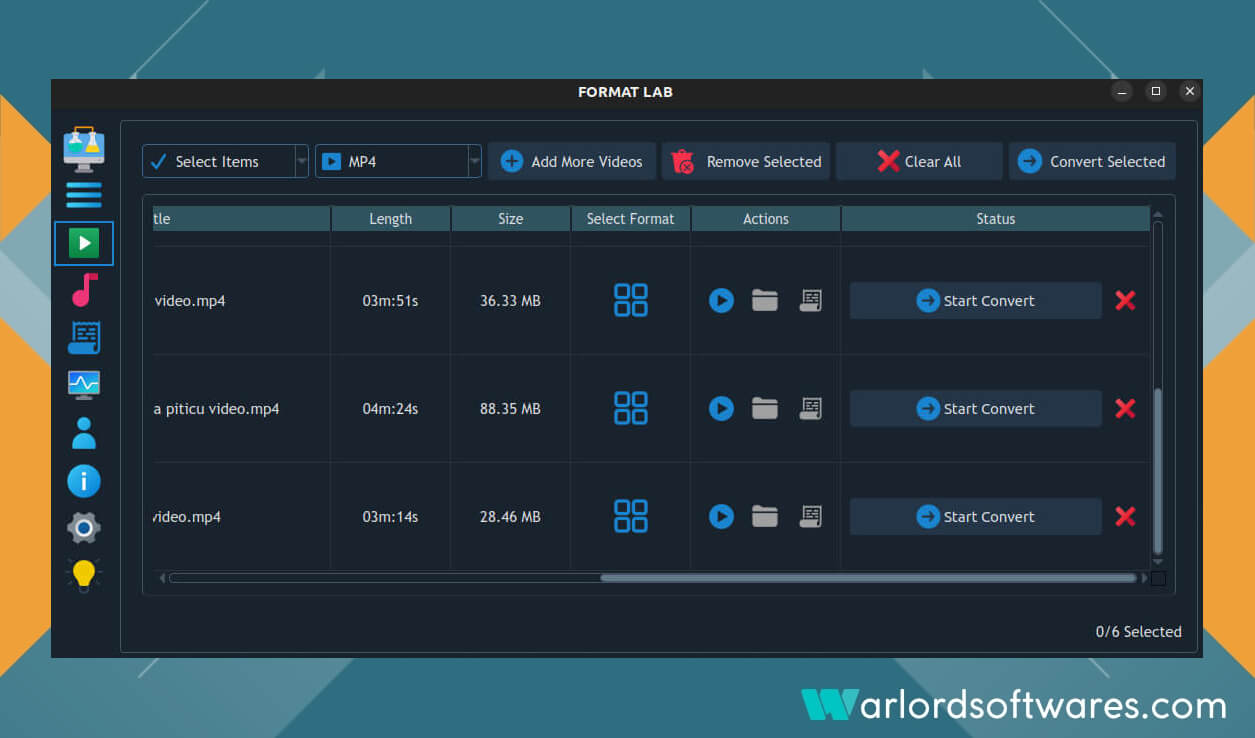 FORMAT LAB
Select Items MP4 Add More Videos Remove Selected Clear All Convert Selected
tle Length Size Select Format Actions Status
video.mp4 03m:51s 36.33 MB Start Convert
a piticu video.mp4 04m:24s 88.35 MB Start Convert
video.mp4 03m:14s 28.46 MB Start Convert
0/6 Selected
Warlordsoftwares.com